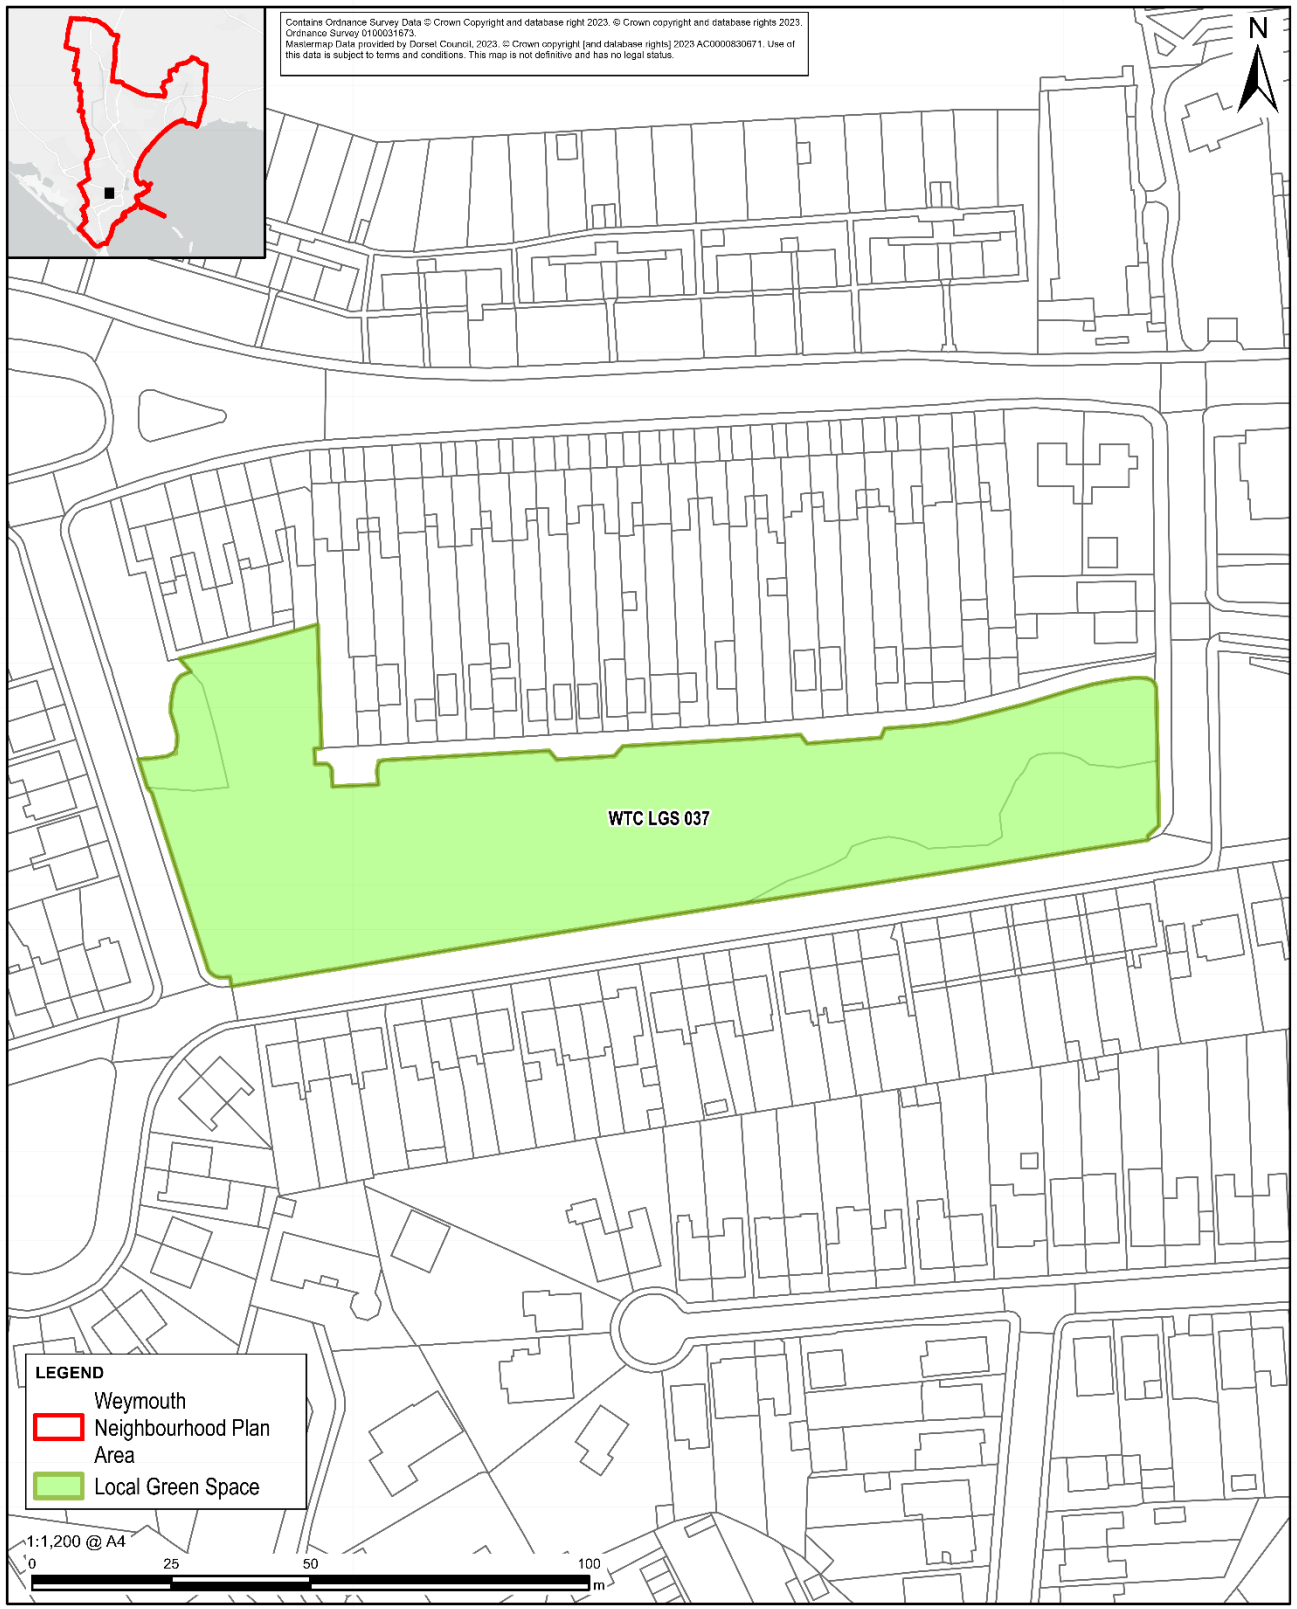 Contains Ordnance Survey Data © Crown Copyright and database right 2023. © Crown copyright and database rights 2023.
Ordnance Survey 0100031673.
Mastermap Data provided by Dorset Council, 2023. © Crown copyright [and database rights] 2023 AC0000830671. Use of
this data is subject to terms and conditions. This map is not definitive and has no legal status.
N
WTC LGS 037
LEGEND
Weymouth
Neighbourhood Plan
Area
Local Green Space
1:1,200 @ A4
0 25 50 100
m